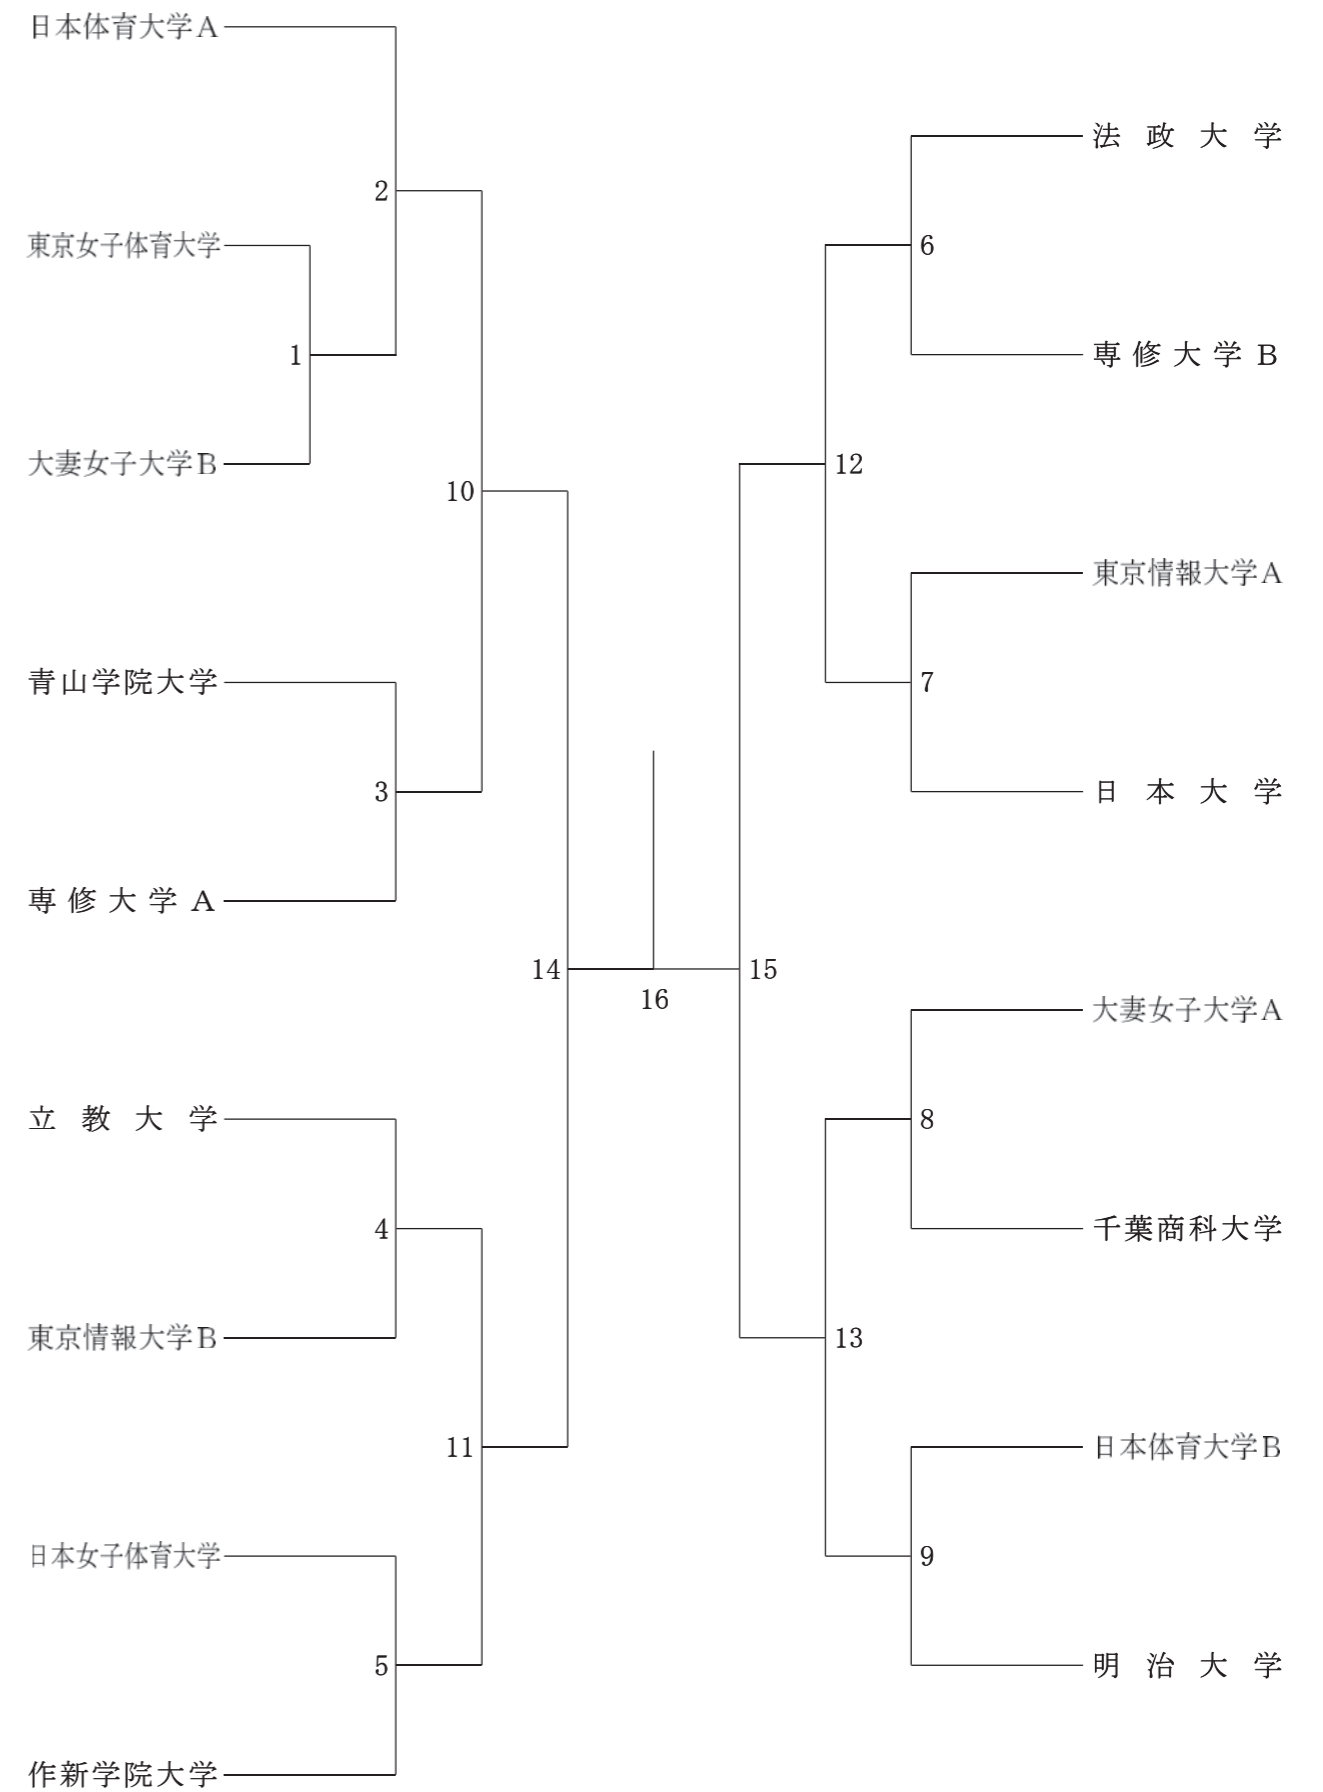 日本体育大学A
2
東京女子体育大学
1
大妻女子大学B
10
青山学院大学
3
専修大学A
14
16
立教大学
4
東京情報大学B
11
日本女子体育大学
5
作新学院大学
法政大学
6
専修大学B
12
東京情報大学A
7
日本大学
15
大妻女子大学A
8
千葉商科大学
13
日本体育大学B
9
明治大学